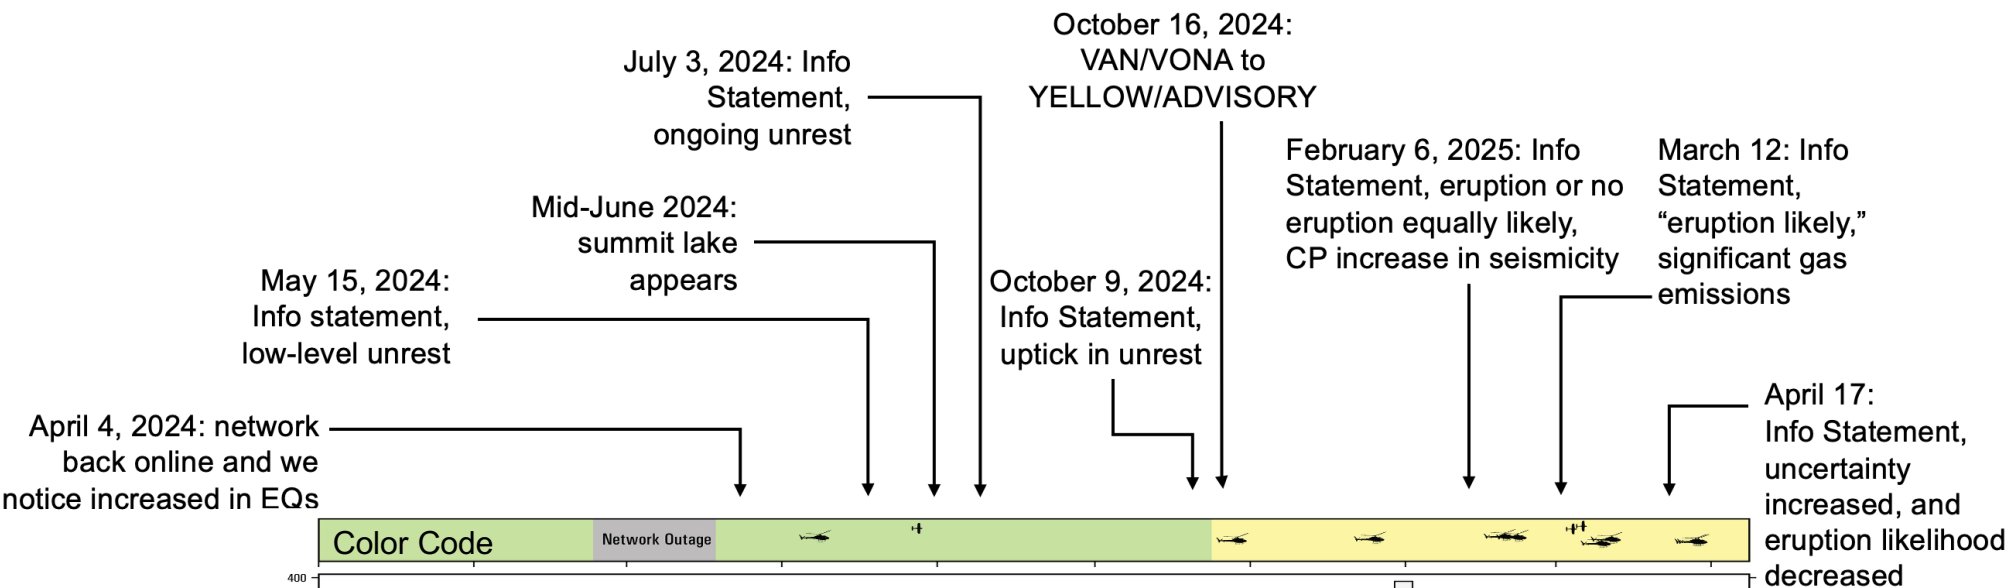 October 16, 2024:
VAN/VONA to
YELLOW/ADVISORY
July 3, 2024: Info
Statement,
ongoing unrest
February 6, 2025: Info
Statement, eruption or no
eruption equally likely,
CP increase in seismicity
March 12: Info
Statement,
“eruption likely,”
significant gas
emissions
Mid-June 2024:
summit lake
appears
May 15, 2024:
Info statement,
low-level unrest
October 9, 2024:
Info Statement,
uptick in unrest
April 4, 2024: network
back online and we
notice increased in EQs
April 17:
Info Statement,
uncertainty
increased, and
eruption likelihood
decreased
Color Code
Network Outage
400